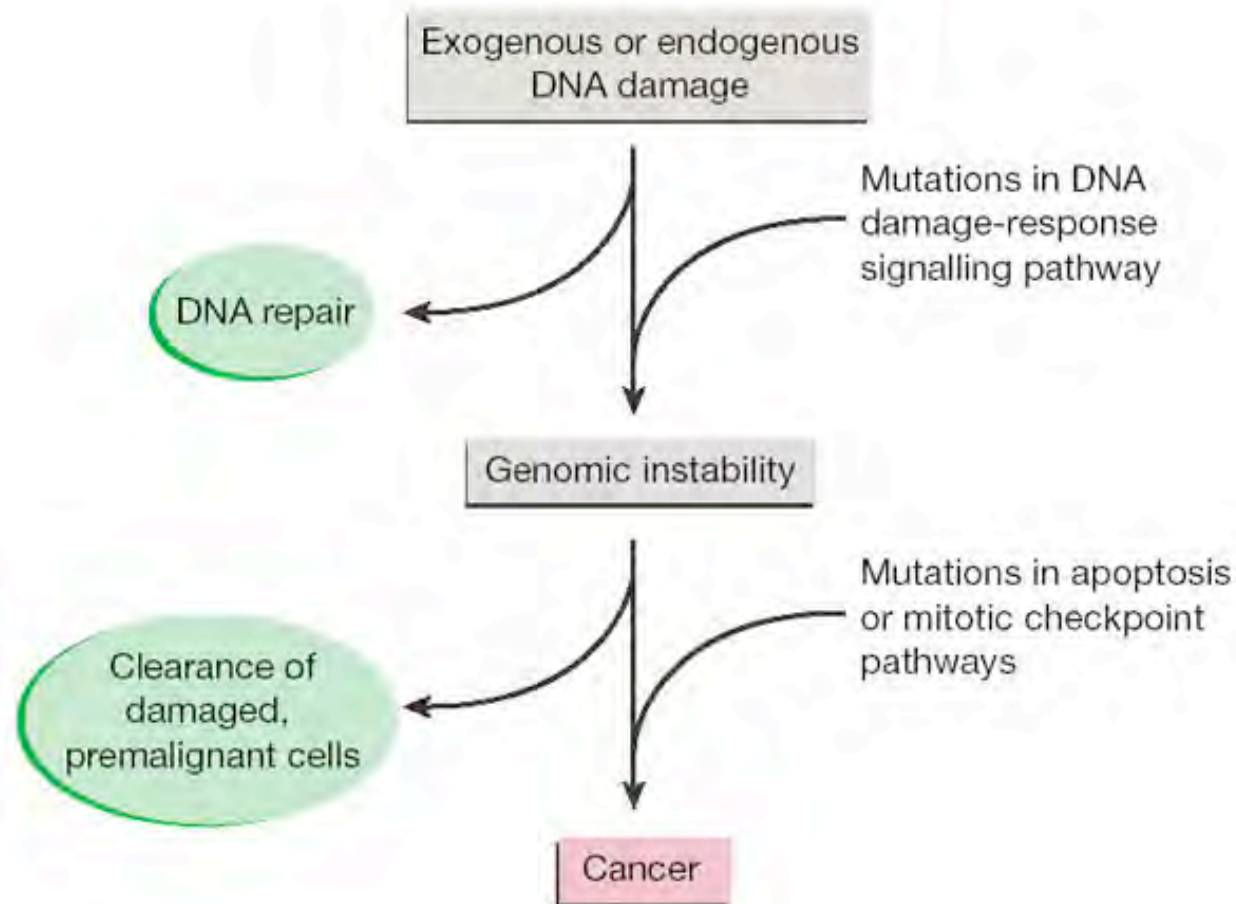 Exogenous or endogenous
DNA damage
Mutations in DNA
damage-response
signalling pathway
DNA repair
Genomic instability
Mutations in apoptosis
or mitotic checkpoint
pathways
Clearance of
damaged,
premalignant cells
Cancer